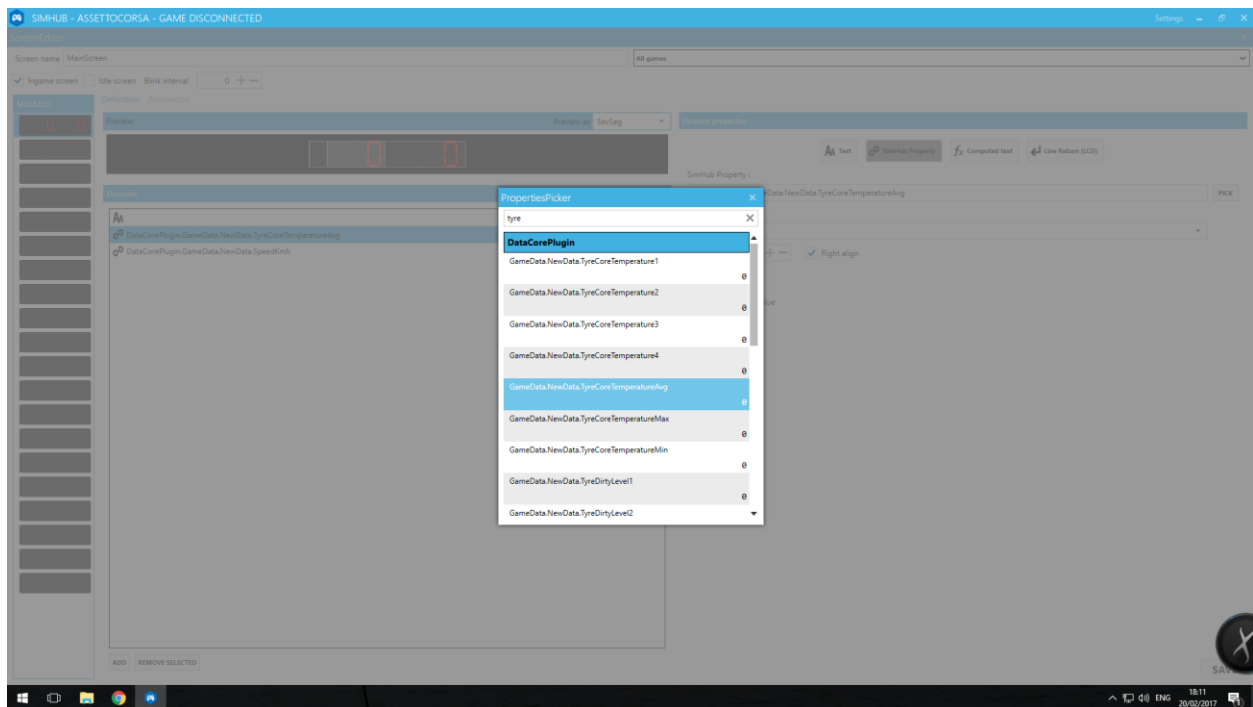 SIMHUB - ASSETTOCORSA - GAME DISCONNECTED
Settings
ScreenEditor
Screen name MainScreen
All games
Ingame screen Idle screen Blink interval 0
MODULES
Definition Animation
Preview
Preview as SevSeg
Element properties
0 0
Text SimHub Property Computed text Line Return (LCD)
SimHub Property :
Data.NewData.TyreCoreTemperatureAvg PICK
Elements
DataCorePlugin.GameData.NewData.TyreCoreTemperatureAvg
DataCorePlugin.GameData.NewData.SpeedKmh
Right align
PropertiesPicker
tyre
DataCorePlugin
GameData.NewData.TyreCoreTemperature1
0
GameData.NewData.TyreCoreTemperature2
0
GameData.NewData.TyreCoreTemperature3
0
GameData.NewData.TyreCoreTemperature4
0
GameData.NewData.TyreCoreTemperatureAvg
0
GameData.NewData.TyreCoreTemperatureMax
0
GameData.NewData.TyreCoreTemperatureMin
0
GameData.NewData.TyreDirtyLevel1
0
GameData.NewData.TyreDirtyLevel2
ADD REMOVE SELECTED
ENG
18:11
20/02/2017